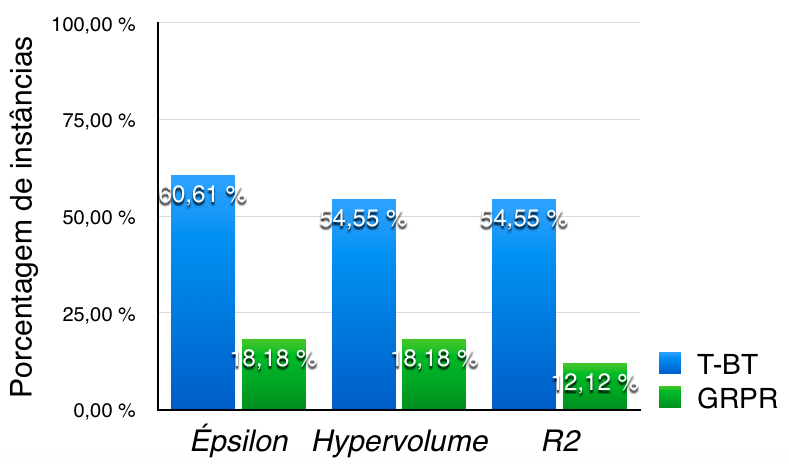 Porcentagem de instâncias
100,00 %
75,00 %
50,00 %
25,00 %
0,00 %
60,61 %
18,18 %
54,55 %
18,18 %
54,55 %
12,12 %
Épsilon
Hypervolume
R2
T-BT
GRPR